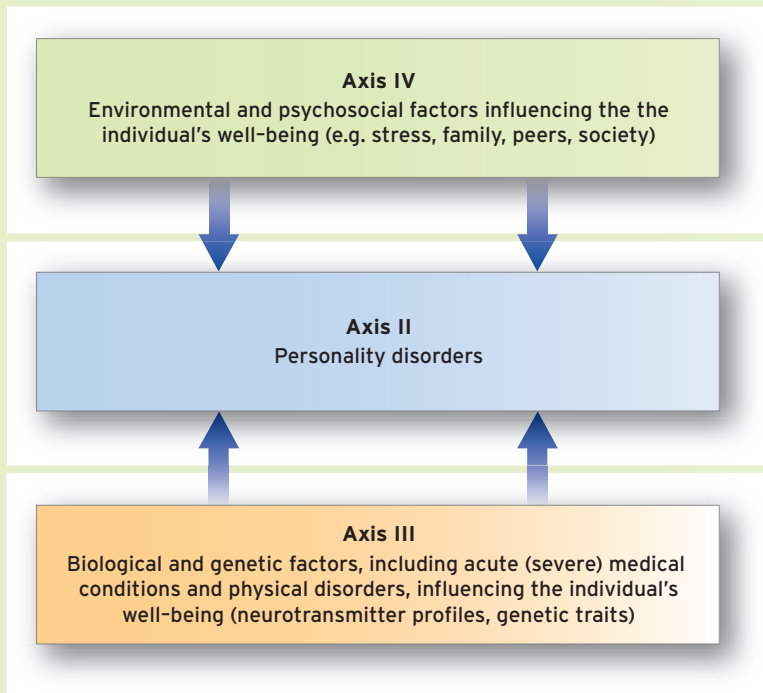 Axis IV
Environmental and psychosocial factors influencing the the
individual's well–being (e.g. stress, family, peers, society)
Axis II
Personality disorders
Axis III
Biological and genetic factors, including acute (severe) medical
conditions and physical disorders, influencing the individual's
well–being (neurotransmitter profiles, genetic traits)